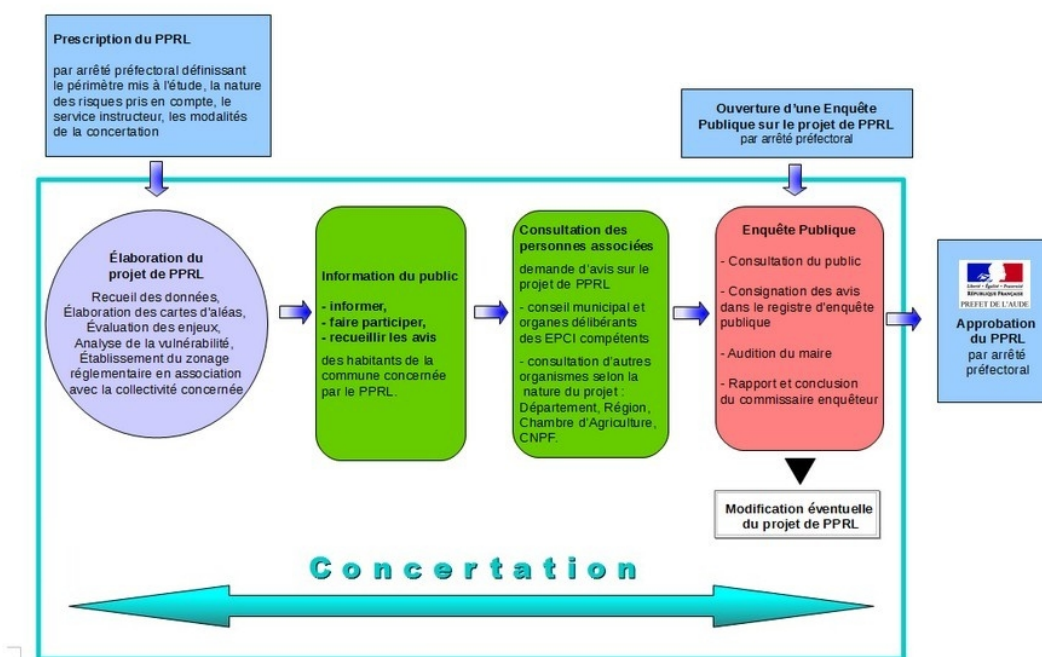 Prescription du PPRL
par arrêté préfectoral définissant
le périmètre mis à l'étude, la nature
des risques pris en compte, le
service instructeur, les modalités
de la concertation
Ouverture d'une Enquête
Publique sur le projet de PPRL
par arrêté préfectoral
Élaboration du
projet de PPRL
Recueil des données,
Élaboration des cartes d'aléas,
Évaluation des enjeux,
Analyse de la vulnérabilité,
Établissement du zonage
réglementaire en association
avec la collectivité concernée
Information du public
- informer,
- faire participer,
- recueillir les avis
des habitants de la
commune concernée
par le PPRL.
Consultation des
personnes associées
demande d'avis sur le
projet de PPRL
- conseil municipal et
organes délibérants
des EPCI compétents
- consultation d'autres
organismes selon la
nature du projet :
Département, Région,
Chambre d'Agriculture,
CNPF.
Enquête Publique
- Consultation du public
- Consignation des avis
dans le registre d'enquête
publique
- Audition du maire
- Rapport et conclusion
du commissaire enquêteur
Modification éventuelle
du projet de PPRL
Liberté • Égalité • Fraternité
RÉPUBLIQUE FRANÇAISE
PREFET DE L'AUDE
Approbation
du PPRL
par arrêté
préfectoral
Concertation